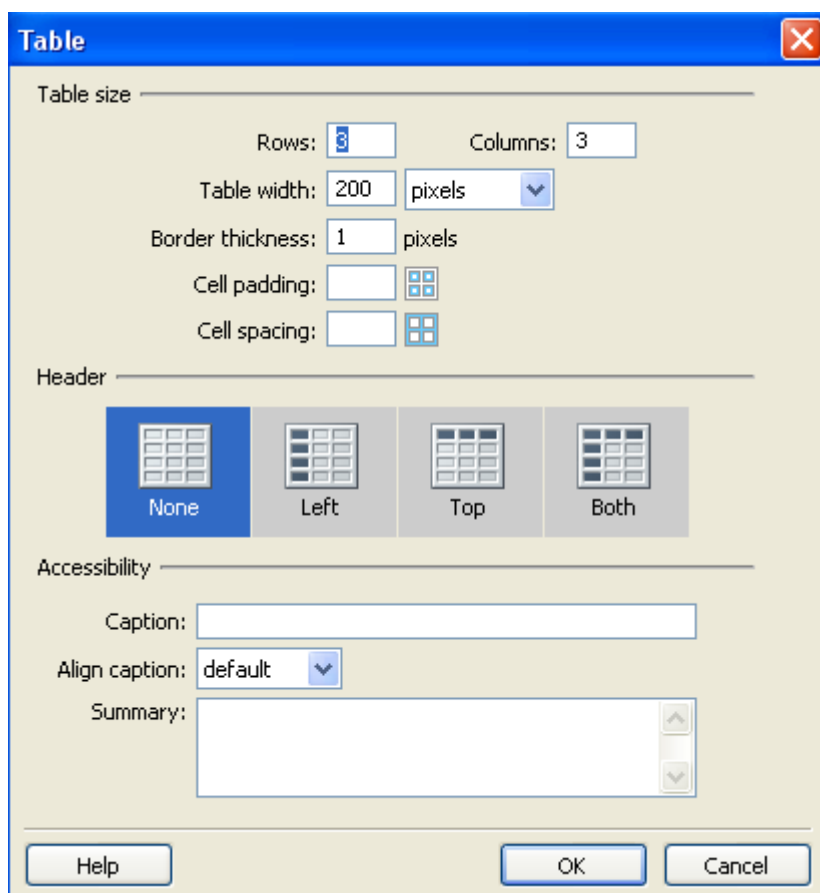 Table
Table size
Rows: 3 Columns: 3
Table width: 200 pixels
Border thickness: 1 pixels
Cell padding:
Cell spacing:
Header
None Left Top Both
Accessibility
Caption:
Align caption: default
Summary:
Help OK Cancel